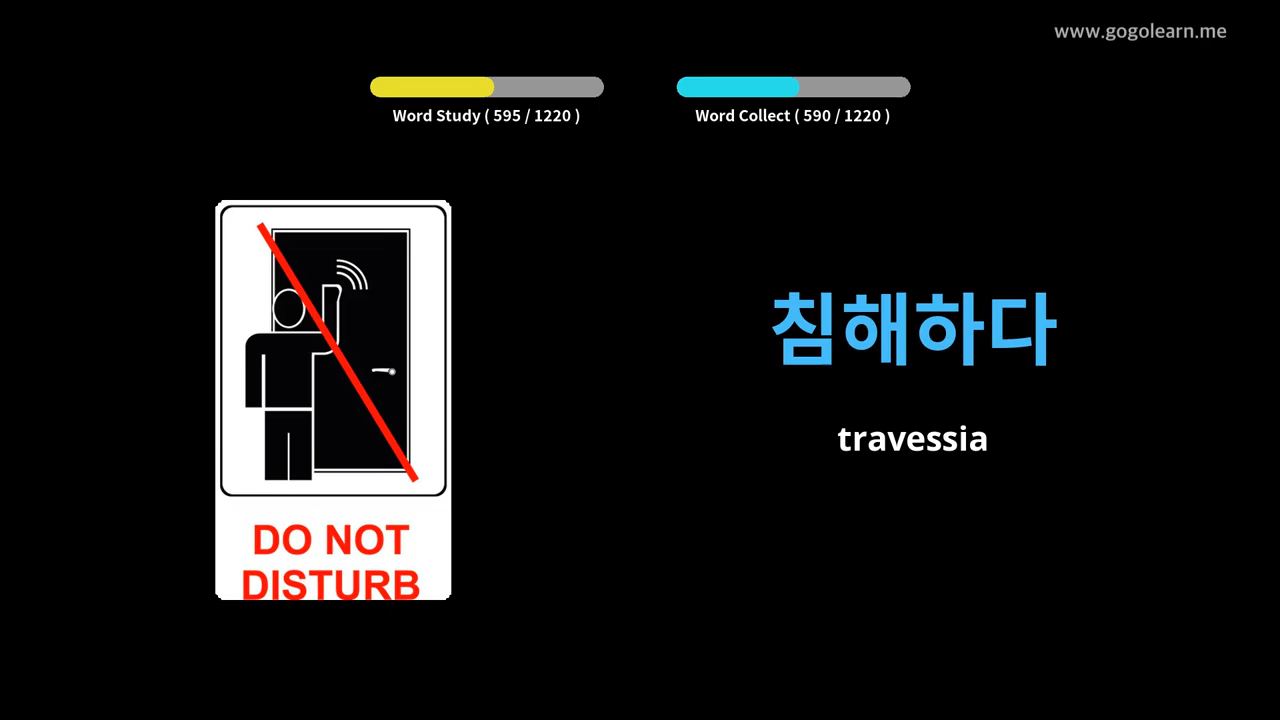 www.gogolearn.me
Word Study ( 595 / 1220 )
Word Collect ( 590 / 1220 )
침해하다
travessia
DO NOT
DISTURB